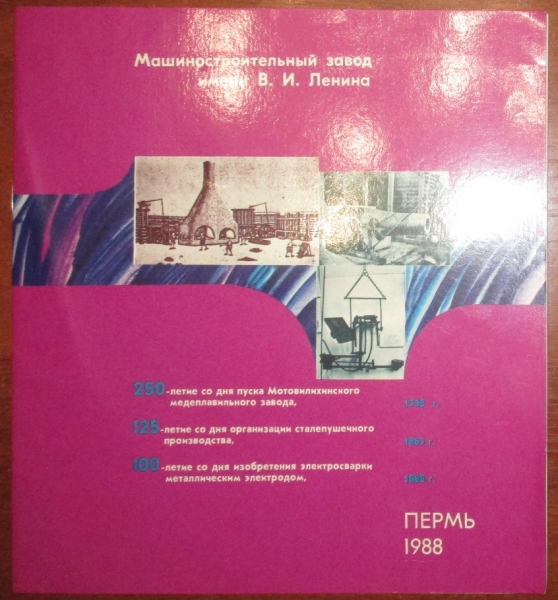 Машиностроительный завод
имени В. И. Ленина
250-летие со дня пуска Мотовилихинского
медеплавильного завода, 1738 г.
125-летие со дня организации сталепушечного
производства, 1863 г.
100-летие со дня изобретения электросварки
металлическим электродом, 1888 г.
ПЕРМЬ
1988